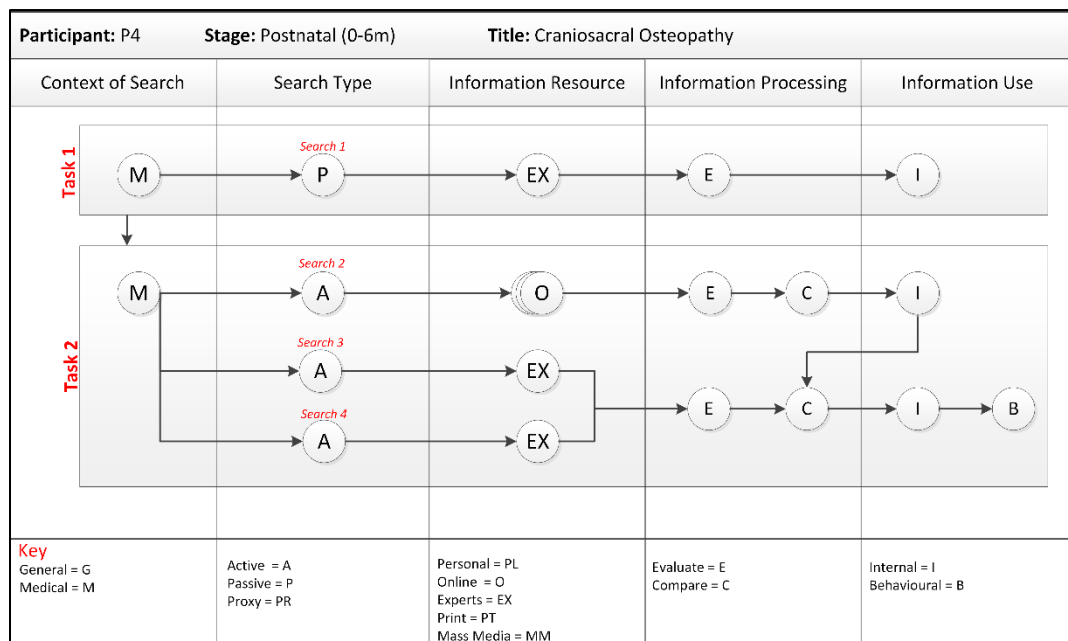 Participant: P4 Stage: Postnatal (0-6m) Title: Craniosacral Osteopathy
Context of Search Search Type Information Resource Information Processing Information Use
Task 1
Search 1
M P EX E I
Task 2
Search 2
M A O E C I
Search 3
A EX
E C I B
Search 4
A EX
Key
General = G
Medical = M
Active = A
Passive = P
Proxy = PR
Personal = PL
Online = O
Experts = EX
Print = PT
Mass Media = MM
Evaluate = E
Compare = C
Internal = I
Behavioural = B